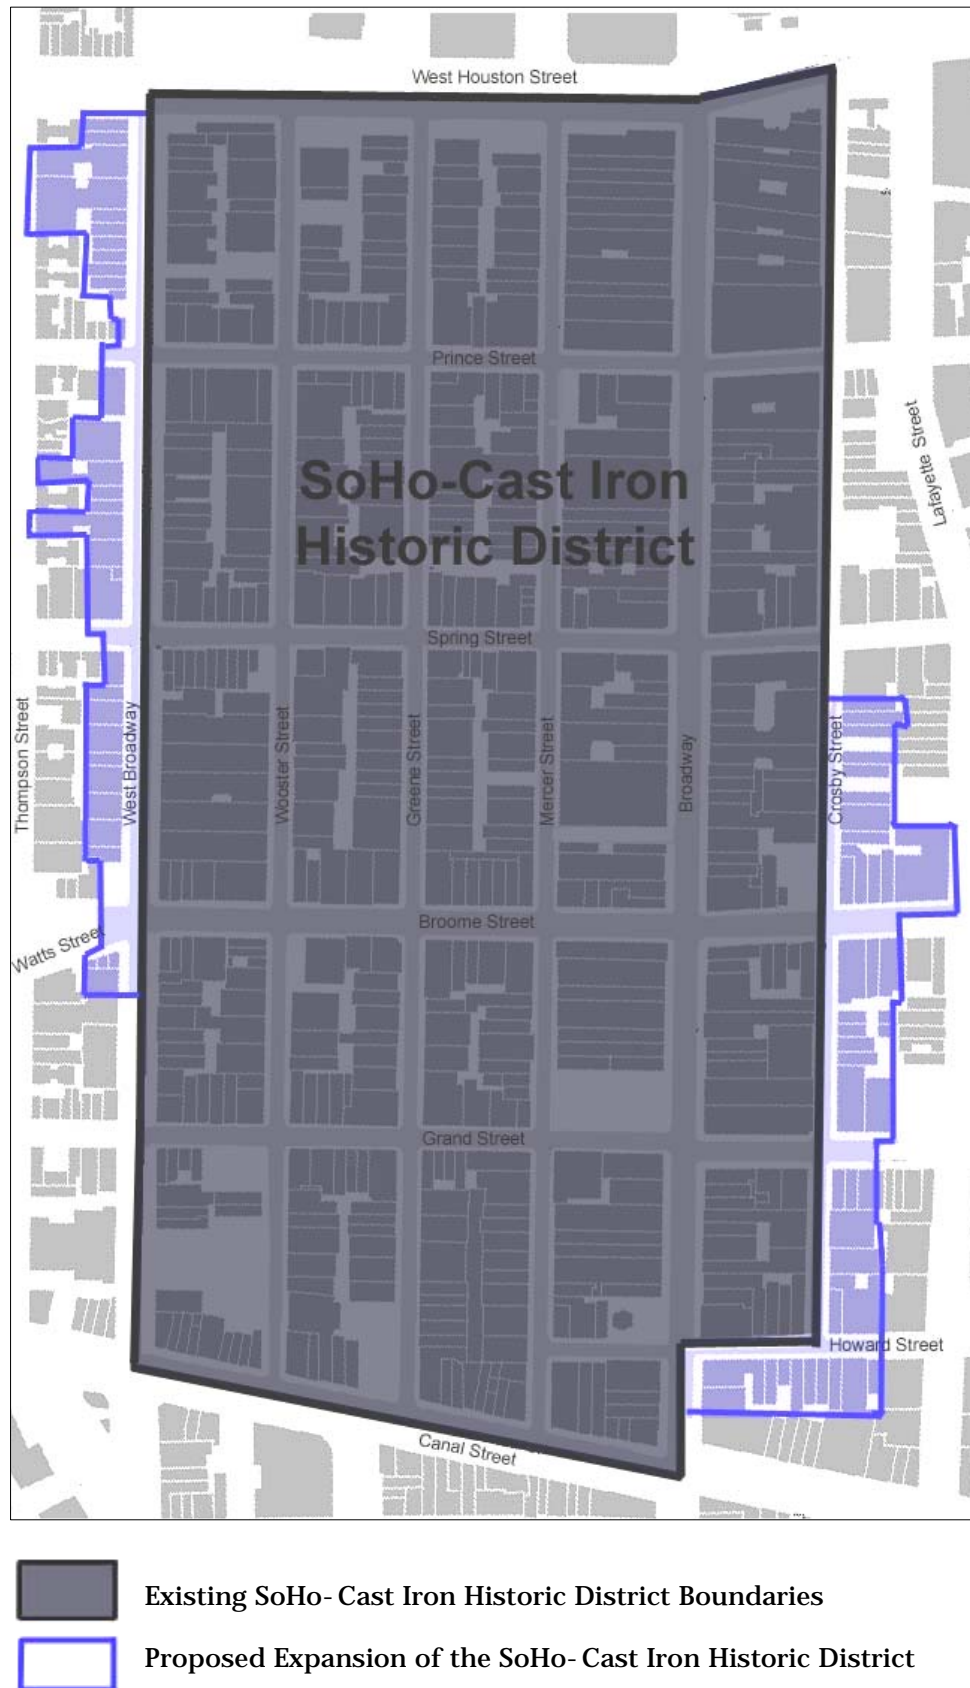 West Houston Street
Prince Street
Lafayette Street
SoHo-Cast Iron
Historic District
Spring Street
Thompson Street
West Broadway
Wooster Street
Greene Street
Mercer Street
Broadway
Crosby Street
Broome Street
Watts Street
Grand Street
Howard Street
Canal Street
Existing SoHo- Cast Iron Historic District Boundaries
Proposed Expansion of the SoHo- Cast Iron Historic District